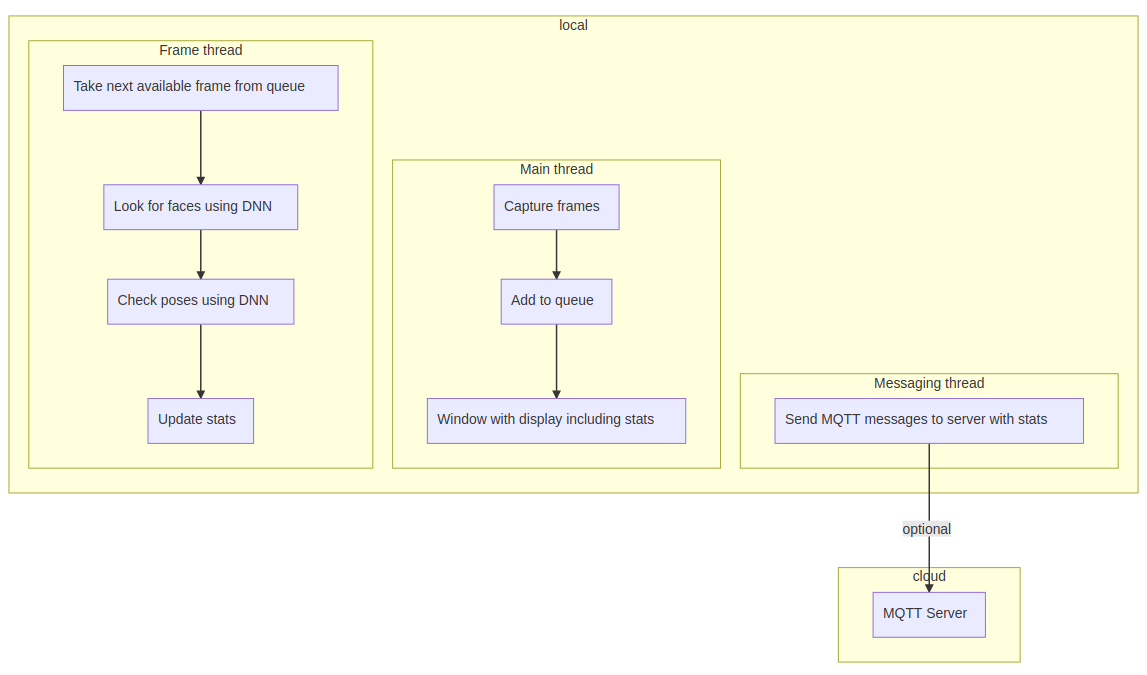 local
Frame thread
Take next available frame from queue
Look for faces using DNN
Check poses using DNN
Update stats
Main thread
Capture frames
Add to queue
Window with display including stats
Messaging thread
Send MQTT messages to server with stats
optional
cloud
MQTT Server